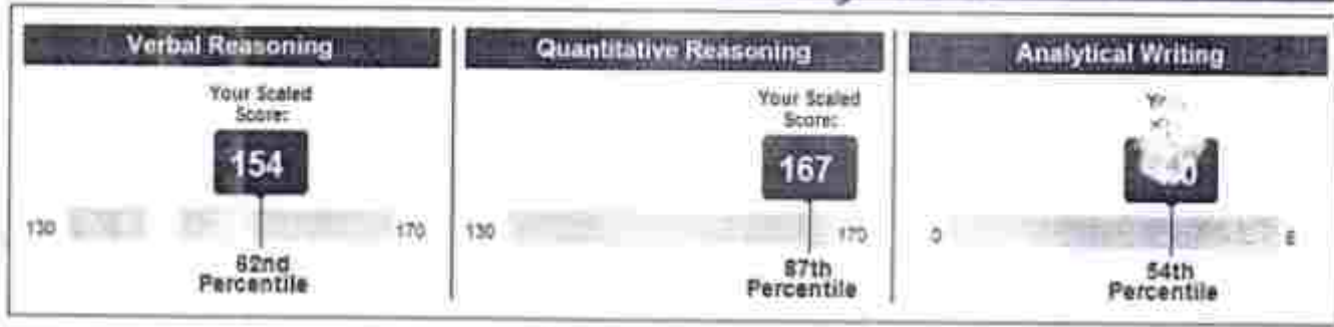 Verbal Reasoning
Your Scaled
Score:
154
130
170
62nd
Percentile
Quantitative Reasoning
Your Scaled
Score:
167
130
170
87th
Percentile
Analytical Writing
0
6
54th
Percentile